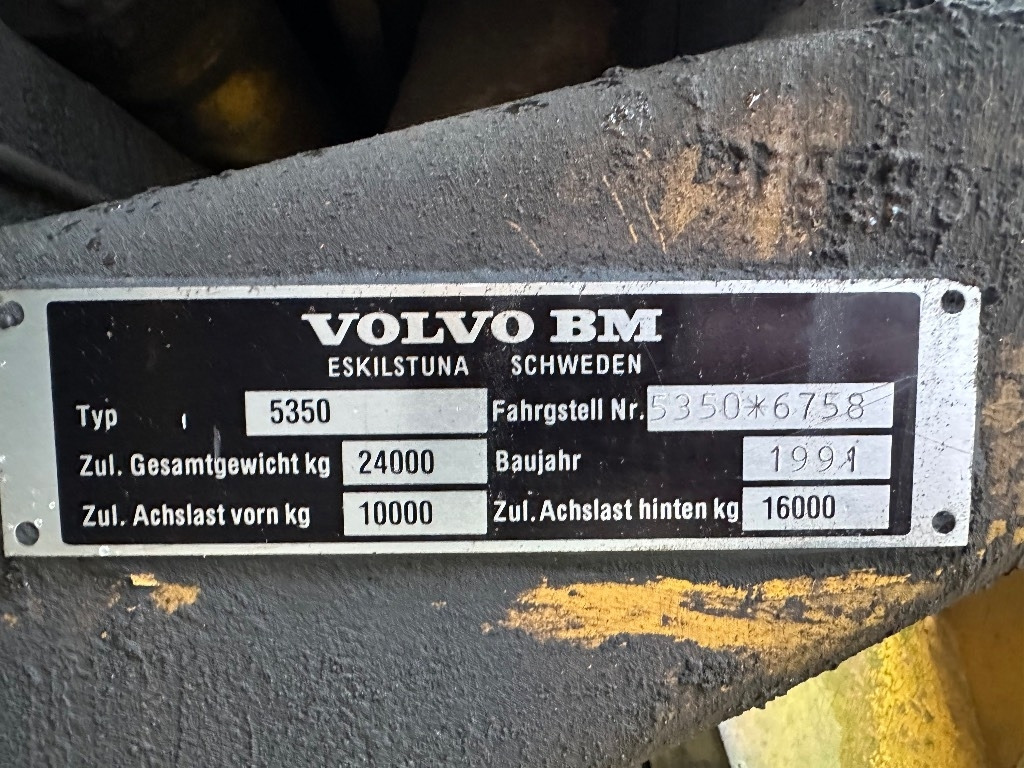 VOLVO BM
ESKILSTUNA SCHWEDEN
Typ 5350 Fahrgstell Nr. 5350*6758
Zul. Gesamtgewicht kg 24000 Baujahr 1991
Zul. Achslast vorn kg 10000 Zul. Achslast hinten kg 16000